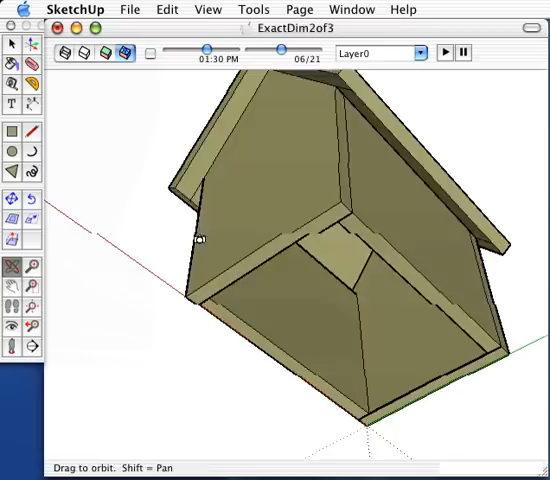 SketchUp File Edit View Tools Page Window Help
ExactDim2of3
Layer0
01:30 PM 06/21
T
Drag to orbit. Shift = Pan